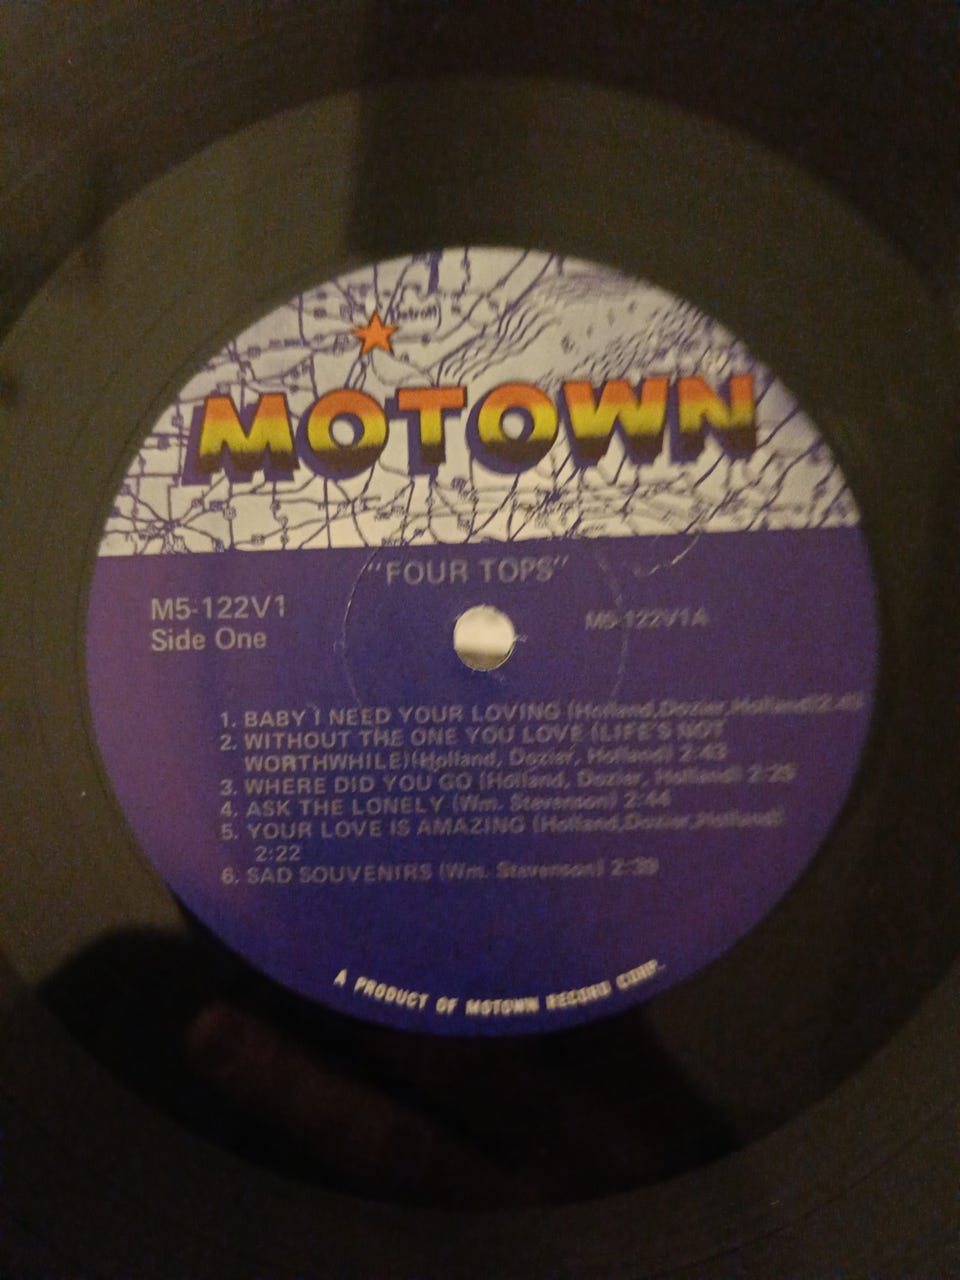 Detroit
MOTOWN
"FOUR TOPS"
M5-122V1
M5-122V1A
Side One
1. BABY I NEED YOUR LOVING (Holland,Dozier,Holland)
2. WITHOUT THE ONE YOU LOVE (LIFE'S NOT
WORTHWHILE)(Holland, Dozier, Holland) 2:43
3. WHERE DID YOU GO (Holland, Dozier, Holland) 2:25
4. ASK THE LONELY (Wm. Stevenson) 2:44
5. YOUR LOVE IS AMAZING (Holland,Dozier,Holland)
2:22
6. SAD SOUVENIRS (Wm. Stevenson) 2:39
A PRODUCT OF MOTOWN RECORD CORP.